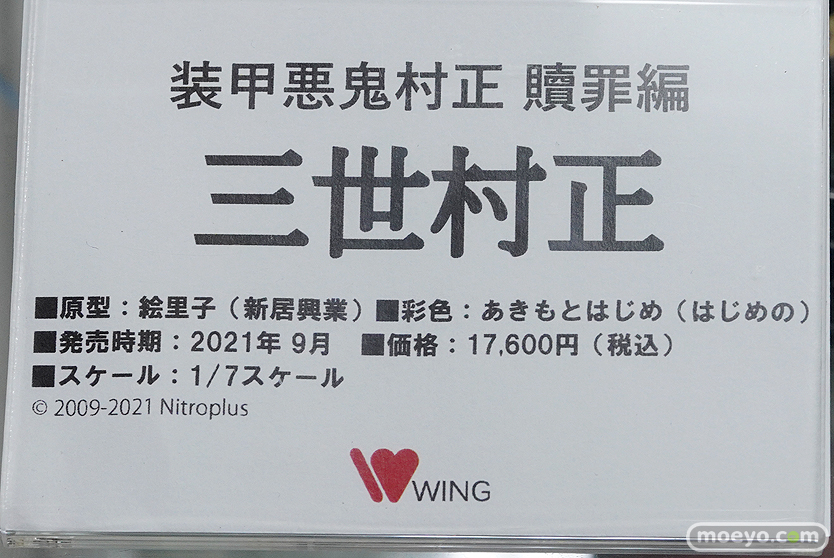 装甲悪鬼村正 贖罪編
三世村正
■原型：絵里子（新居興業）■彩色：あきもとはじめ（はじめの）
■発売時期：2021年 9月 ■価格：17,600円（税込）
■スケール：1/7スケール
© 2009-2021 Nitroplus
WING
moeyo.com